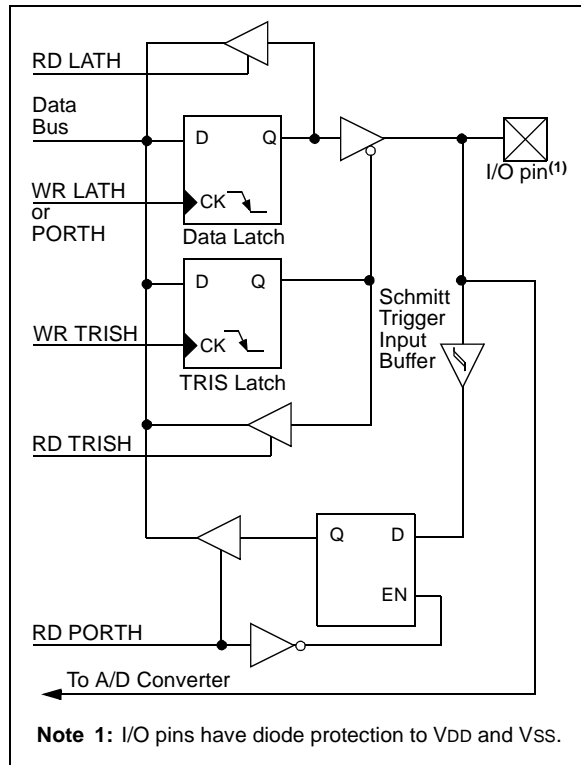 RD LATH
Data
Bus
D
Q
I/O pin(1)
WR LATH
or
PORTH
CK
Data Latch
D
Q
Schmitt
Trigger
Input
Buffer
WR TRISH
CK
TRIS Latch
RD TRISH
Q
D
EN
RD PORTH
To A/D Converter
Note 1: I/O pins have diode protection to VDD and VSS.